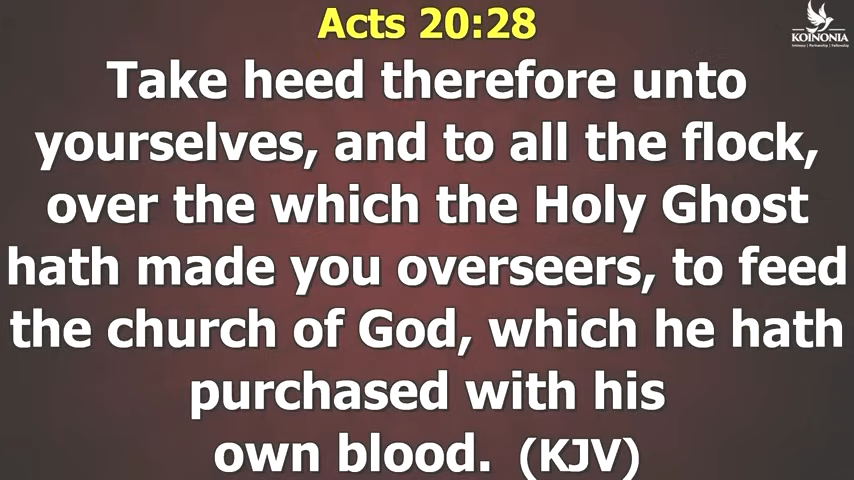 Acts 20:28
KOINONIA
Intimacy | Partnership | Fellowship
Take heed therefore unto
yourselves, and to all the flock,
over the which the Holy Ghost
hath made you overseers, to feed
the church of God, which he hath
purchased with his
own blood. (KJV)